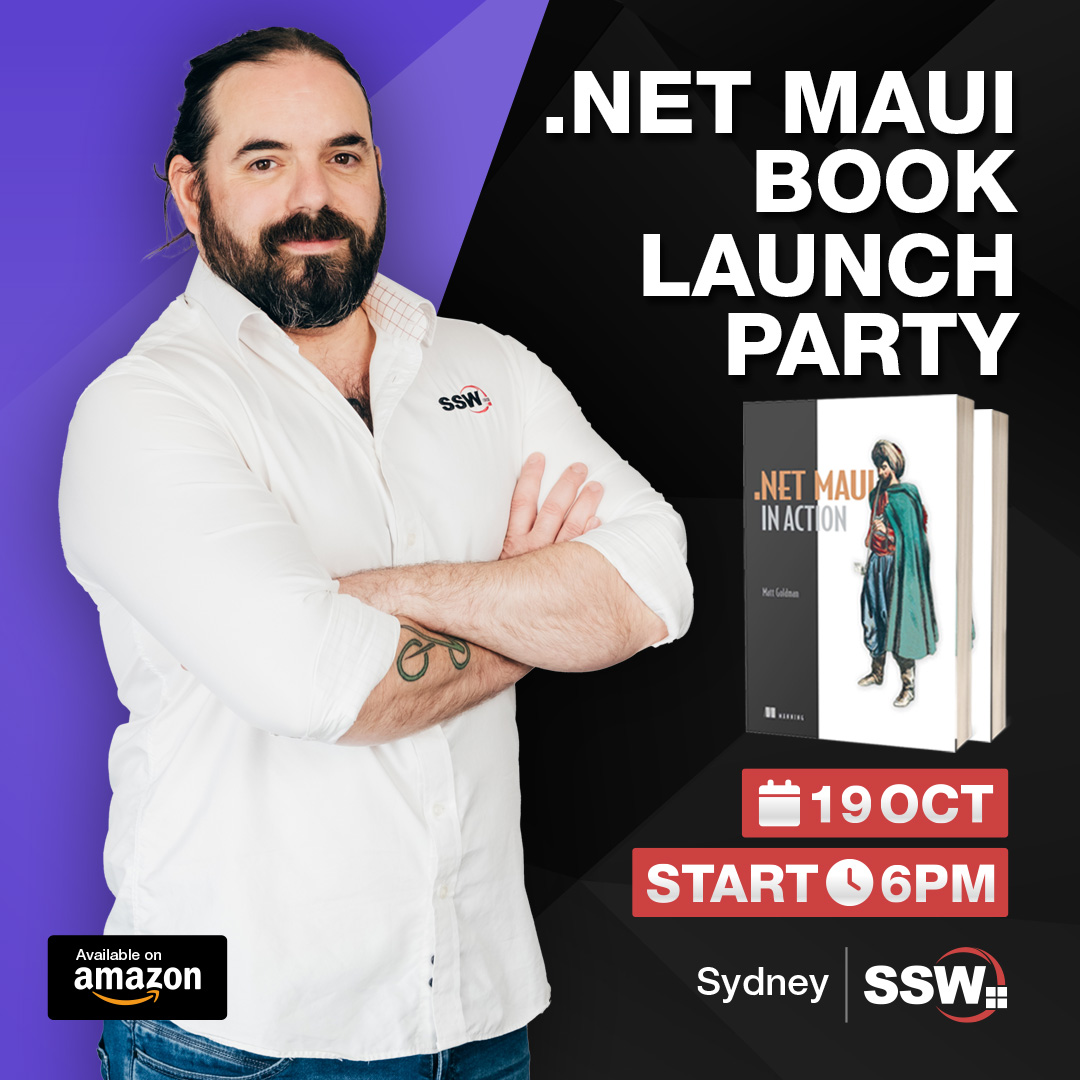 .NET MAUI
BOOK
LAUNCH
PARTY
SSW
.NET MAUI
IN ACTION
Matt Goldman
MANNING
19 OCT
START 6PM
Available on
amazon
Sydney
SSW